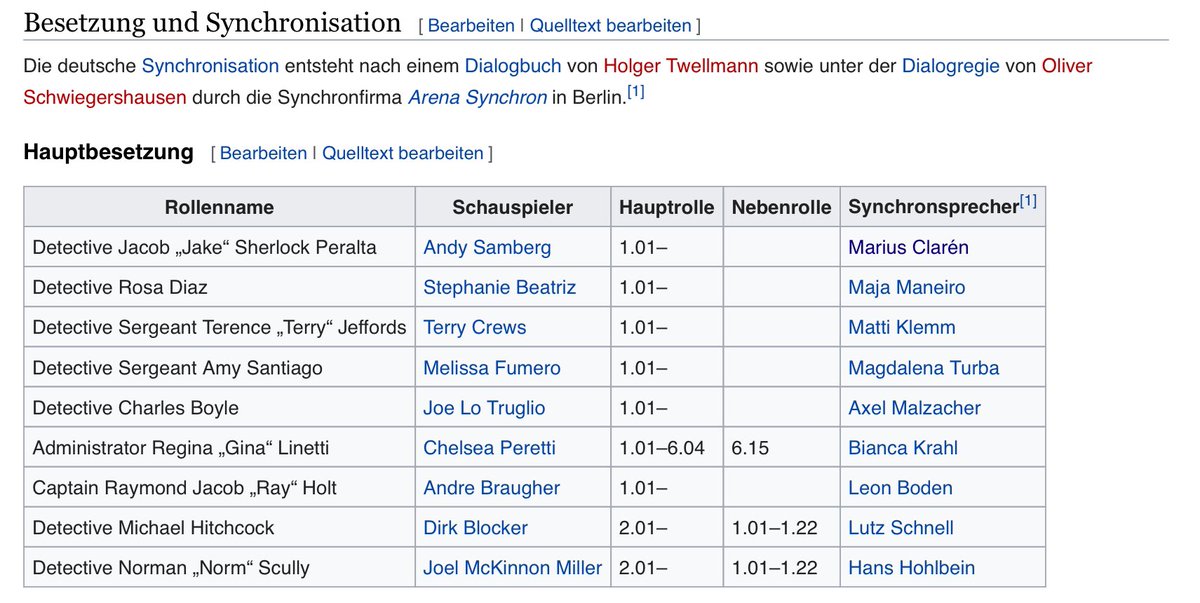 Besetzung und Synchronisation [ Bearbeiten | Quelltext bearbeiten ]
Die deutsche Synchronisation entsteht nach einem Dialogbuch von Holger Twellmann sowie unter der Dialogregie von Oliver
Schwiegershausen durch die Synchronfirma Arena Synchron in Berlin.[1]
Hauptbesetzung [ Bearbeiten | Quelltext bearbeiten ]
Rollenname Schauspieler Hauptrolle Nebenrolle Synchronsprecher[1]
Detective Jacob „Jake“ Sherlock Peralta Andy Samberg 1.01– Marius Clarén
Detective Rosa Diaz Stephanie Beatriz 1.01– Maja Maneiro
Detective Sergeant Terence „Terry“ Jeffords Terry Crews 1.01– Matti Klemm
Detective Sergeant Amy Santiago Melissa Fumero 1.01– Magdalena Turba
Detective Charles Boyle Joe Lo Truglio 1.01– Axel Malzacher
Administrator Regina „Gina“ Linetti Chelsea Peretti 1.01–6.04 6.15 Bianca Krahl
Captain Raymond Jacob „Ray“ Holt Andre Braugher 1.01– Leon Boden
Detective Michael Hitchcock Dirk Blocker 2.01– 1.01–1.22 Lutz Schnell
Detective Norman „Norm“ Scully Joel McKinnon Miller 2.01– 1.01–1.22 Hans Hohlbein